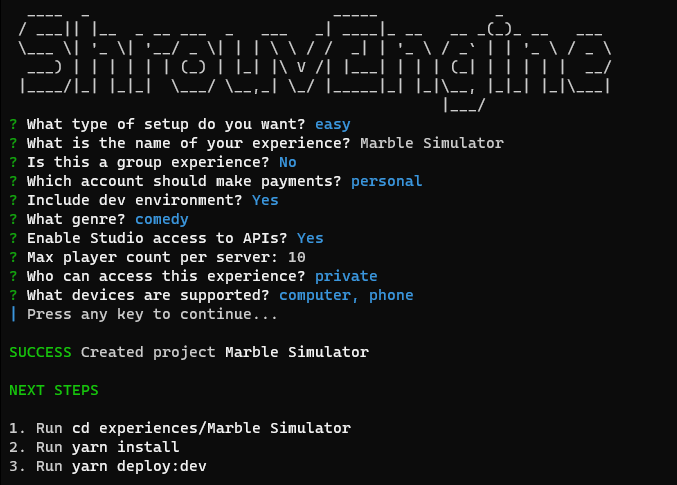 ShrouvEngine
? What type of setup do you want? easy
? What is the name of your experience? Marble Simulator
? Is this a group experience? No
? Which account should make payments? personal
? Include dev environment? Yes
? What genre? comedy
? Enable Studio access to APIs? Yes
? Max player count per server: 10
? Who can access this experience? private
? What devices are supported? computer, phone
| Press any key to continue...
SUCCESS Created project Marble Simulator
NEXT STEPS
1. Run cd experiences/Marble Simulator
2. Run yarn install
3. Run yarn deploy:dev